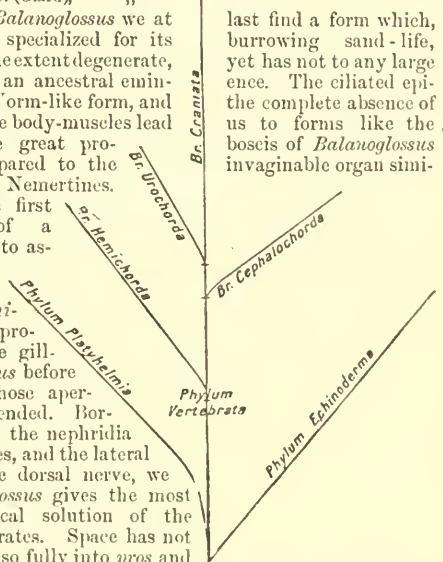 Balanoglossus we at last find a form which,
specialized for its burrowing sand-life,
extent degenerate, yet has not to any large
an ancestral emin-ence. The ciliated epi-
orm-like form, and the complete absence of
body-muscles lead us to forms like the
great pro-boscis of Balanoglossus
pared to the invaginable organ simi-
Nemertines.
first
of a
to as-
Br. Craniata
Br. Urochorda
Br. Hemichorda
Br. Cephalochorda
Phylum Platyhelmia
Phylum
Vertebrata
Phylum Echinoderma
pro-
gill-
us before
hose aper-
ended. Bor-
the nephridia
es, and the lateral
dorsal nerve, we
ossus gives the most
cal solution of the
rates. Space has not
so fully into pros and